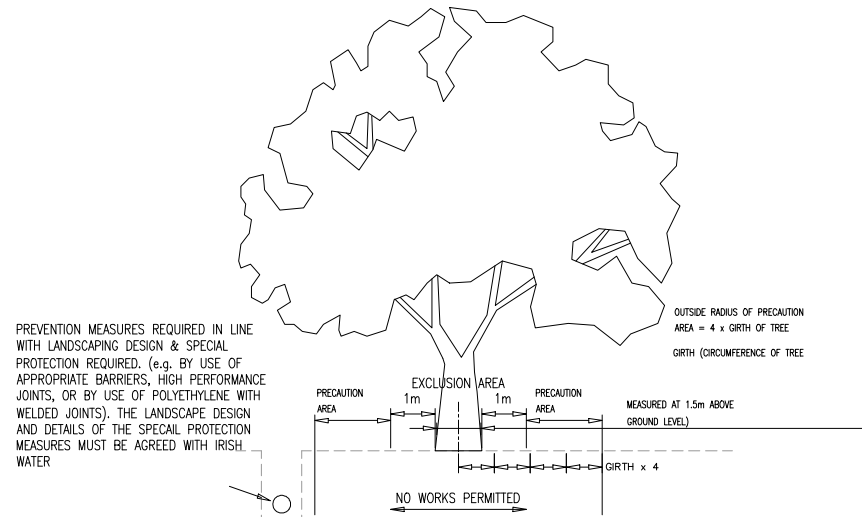 OUTSIDE RADIUS OF PRECAUTION
AREA = 4 x GIRTH OF TREE
GIRTH (CIRCUMFERENCE OF TREE
PREVENTION MEASURES REQUIRED IN LINE
WITH LANDSCAPING DESIGN & SPECIAL
PROTECTION REQUIRED. (e.g. BY USE OF
APPROPRIATE BARRIERS, HIGH PERFORMANCE
JOINTS, OR BY USE OF POLYETHYLENE WITH
WELDED JOINTS). THE LANDSCAPE DESIGN
AND DETAILS OF THE SPECAIL PROTECTION
MEASURES MUST BE AGREED WITH IRISH
WATER
EXCLUSION AREA
PRECAUTION
AREA
1m
1m
PRECAUTION
AREA
MEASURED AT 1.5m ABOVE
GROUND LEVEL)
GIRTH x 4
NO WORKS PERMITTED